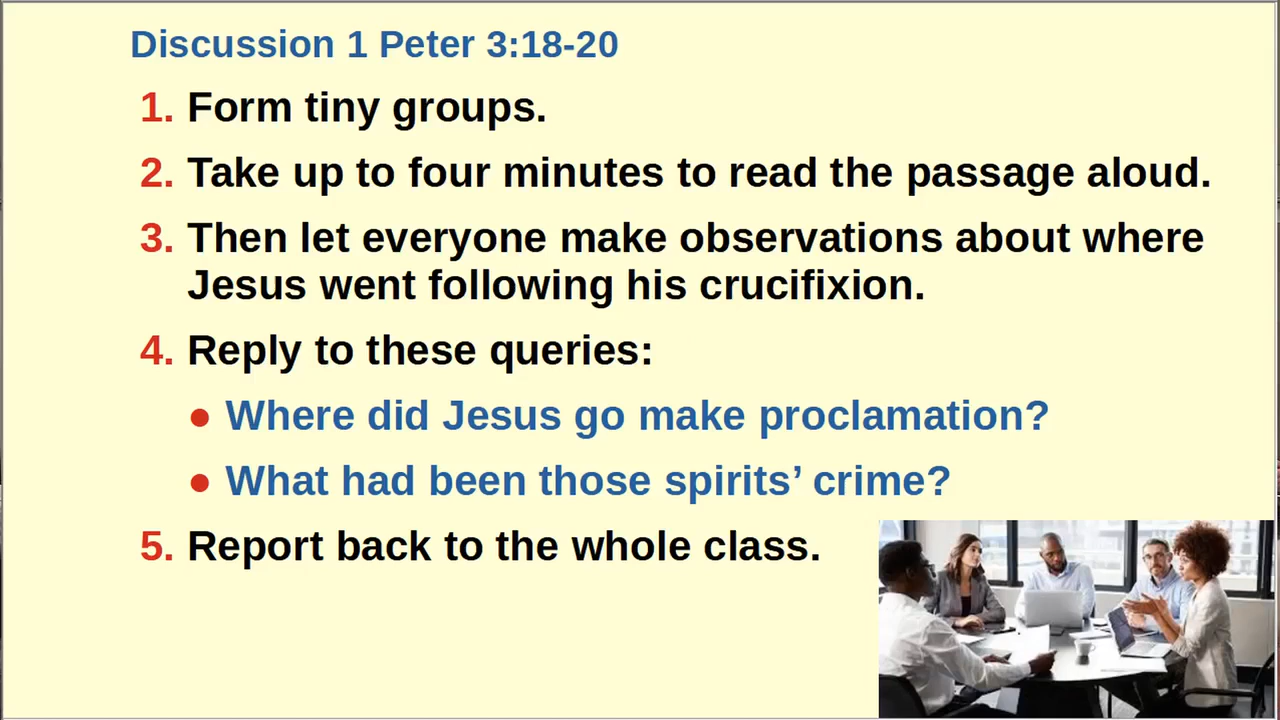 Discussion 1 Peter 3:18-20
1. Form tiny groups.
2. Take up to four minutes to read the passage aloud.
3. Then let everyone make observations about where
Jesus went following his crucifixion.
4. Reply to these queries:
● Where did Jesus go make proclamation?
● What had been those spirits’ crime?
5. Report back to the whole class.